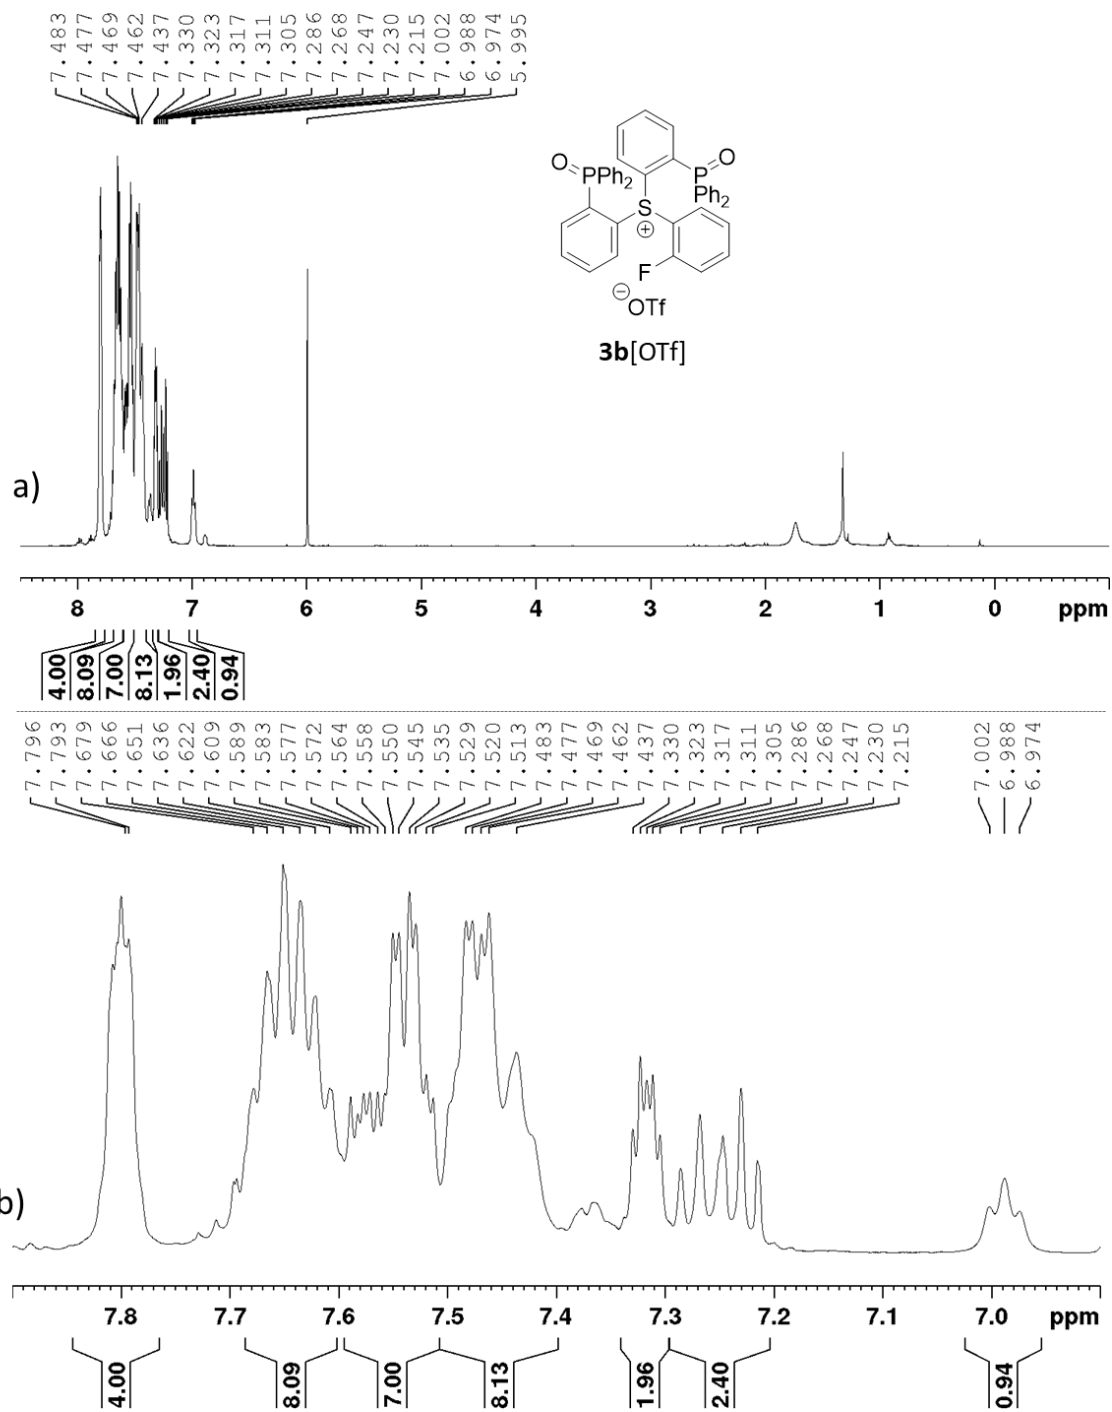 7.483 7.477 7.469 7.462 7.437 7.330 7.323 7.317 7.311 7.305 7.286 7.268 7.247 7.230 7.215 7.002 6.988 6.974 5.995
O
PPh2
P
O
Ph2
S
⊕
F
⊖
OTf
3b[OTf]
a)
8 7 6 5 4 3 2 1 0 ppm
4.00 8.09 7.00 8.13 1.96 2.40 0.94
7.796 7.793 7.679 7.666 7.651 7.636 7.622 7.609 7.589 7.583 7.577 7.572 7.564 7.558 7.550 7.545 7.535 7.529 7.520 7.513 7.483 7.477 7.469 7.462 7.437 7.330 7.323 7.317 7.311 7.305 7.286 7.268 7.247 7.230 7.215 7.002 6.988 6.974
b)
7.8 7.7 7.6 7.5 7.4 7.3 7.2 7.1 7.0 ppm
4.00 8.09 7.00 8.13 1.96 2.40 0.94